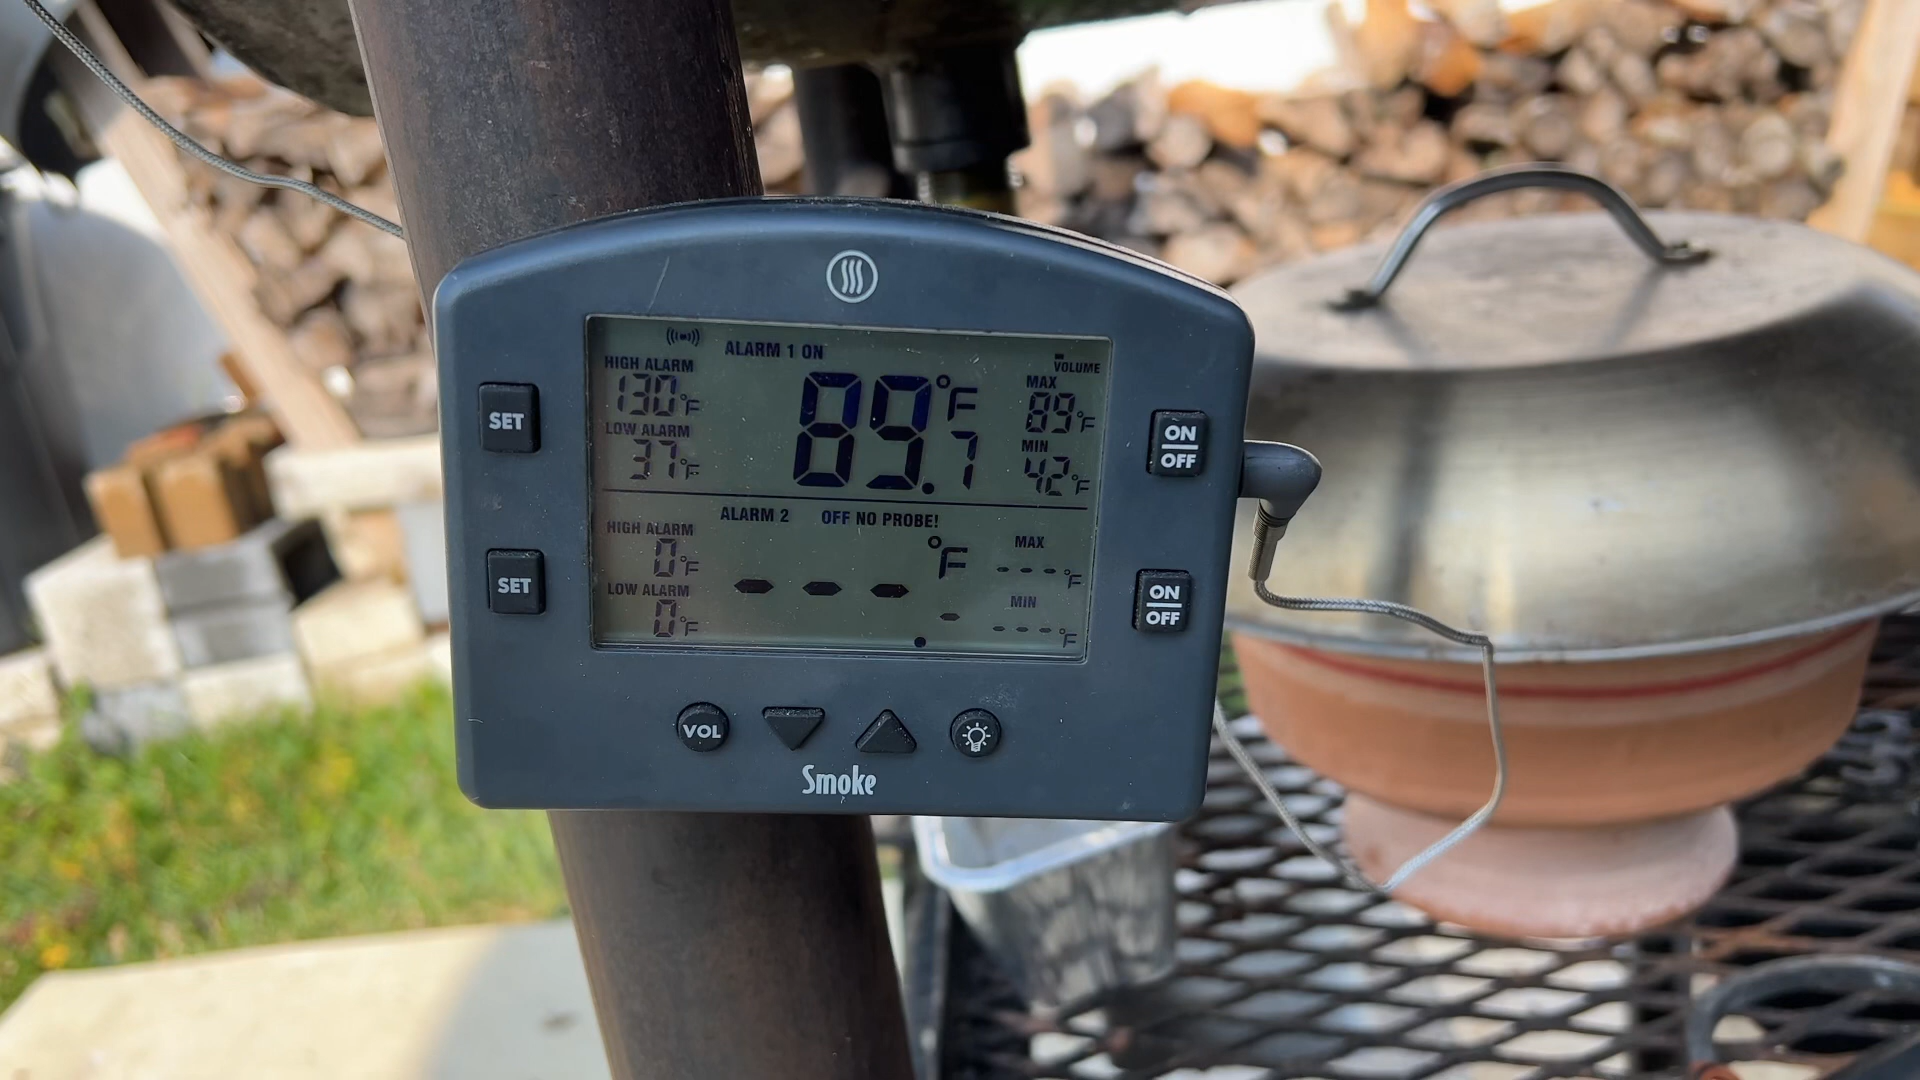 ALARM 1 ON
HIGH ALARM
130°F
LOW ALARM
37°F
89.7°F
VOLUME
MAX
89°F
MIN
42°F
ALARM 2 OFF NO PROBE!
HIGH ALARM
0°F
LOW ALARM
0°F
---.-°F
MAX
---°F
MIN
---°F
SET
SET
ON
OFF
ON
OFF
VOL
Smoke